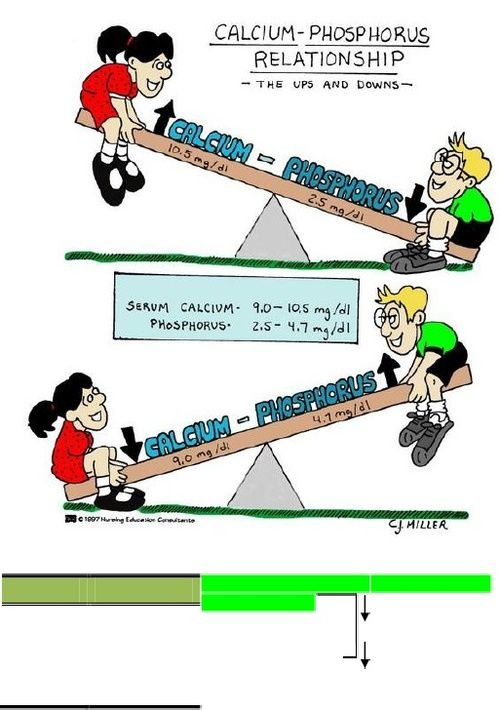 CALCIUM-PHOSPHORUS
RELATIONSHIP
- THE UPS AND DOWNS -
CALCIUM - PHOSPHORUS
10.5 mg/dl
2.5 mg/dl
SERUM CALCIUM- 9.0 - 10.5 mg/dl
PHOSPHORUS- 2.5 - 4.7 mg/dl
CALCIUM - PHOSPHORUS
9.0 mg/dl
4.7 mg/dl
© 1997 Nursing Education Consultants
C.J. MILLER